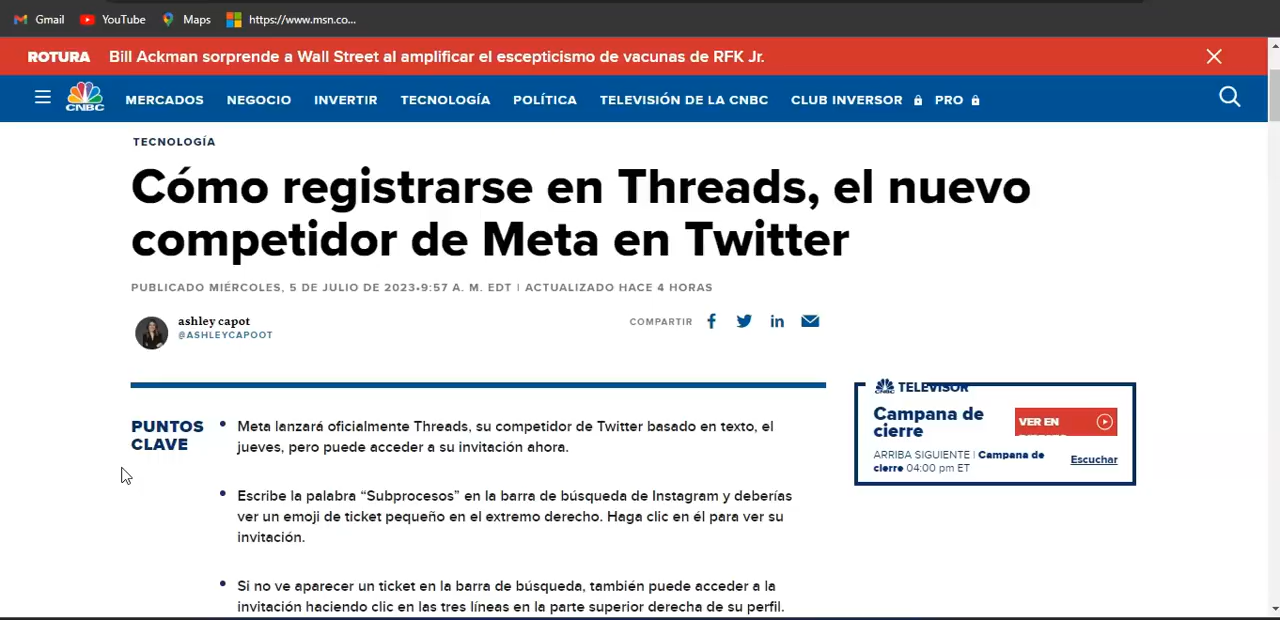 Gmail YouTube Maps https://www.msn.co...
ROTURA Bill Ackman sorprende a Wall Street al amplificar el escepticismo de vacunas de RFK Jr.
CNBC MERCADOS NEGOCIO INVERTIR TECNOLOGÍA POLÍTICA TELEVISIÓN DE LA CNBC CLUB INVERSOR PRO
TECNOLOGÍA
Cómo registrarse en Threads, el nuevo
competidor de Meta en Twitter
PUBLICADO MIÉRCOLES, 5 DE JULIO DE 2023•9:57 A. M. EDT | ACTUALIZADO HACE 4 HORAS
ashley capot
@ASHLEYCAPOOT
COMPARTIR
PUNTOS
CLAVE
• Meta lanzará oficialmente Threads, su competidor de Twitter basado en texto, el
jueves, pero puede acceder a su invitación ahora.
• Escribe la palabra “Subprocesos” en la barra de búsqueda de Instagram y deberías
ver un emoji de ticket pequeño en el extremo derecho. Haga clic en él para ver su
invitación.
• Si no ve aparecer un ticket en la barra de búsqueda, también puede acceder a la
invitación haciendo clic en las tres líneas en la parte superior derecha de su perfil.
CNBC TELEVISOR
Campana de
cierre
VER EN
ARRIBA SIGUIENTE | Campana de
cierre 04:00 pm ET
Escuchar